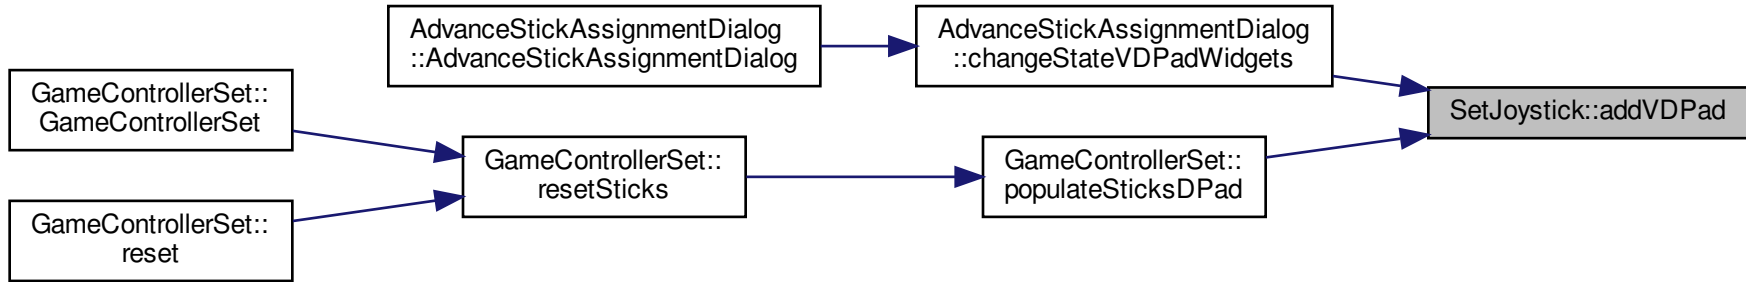 AdvanceStickAssignmentDialog
::AdvanceStickAssignmentDialog
AdvanceStickAssignmentDialog
::changeStateVDPadWidgets
GameControllerSet::
GameControllerSet
SetJoystick::addVDPad
GameControllerSet::
resetSticks
GameControllerSet::
populateSticksDPad
GameControllerSet::
reset